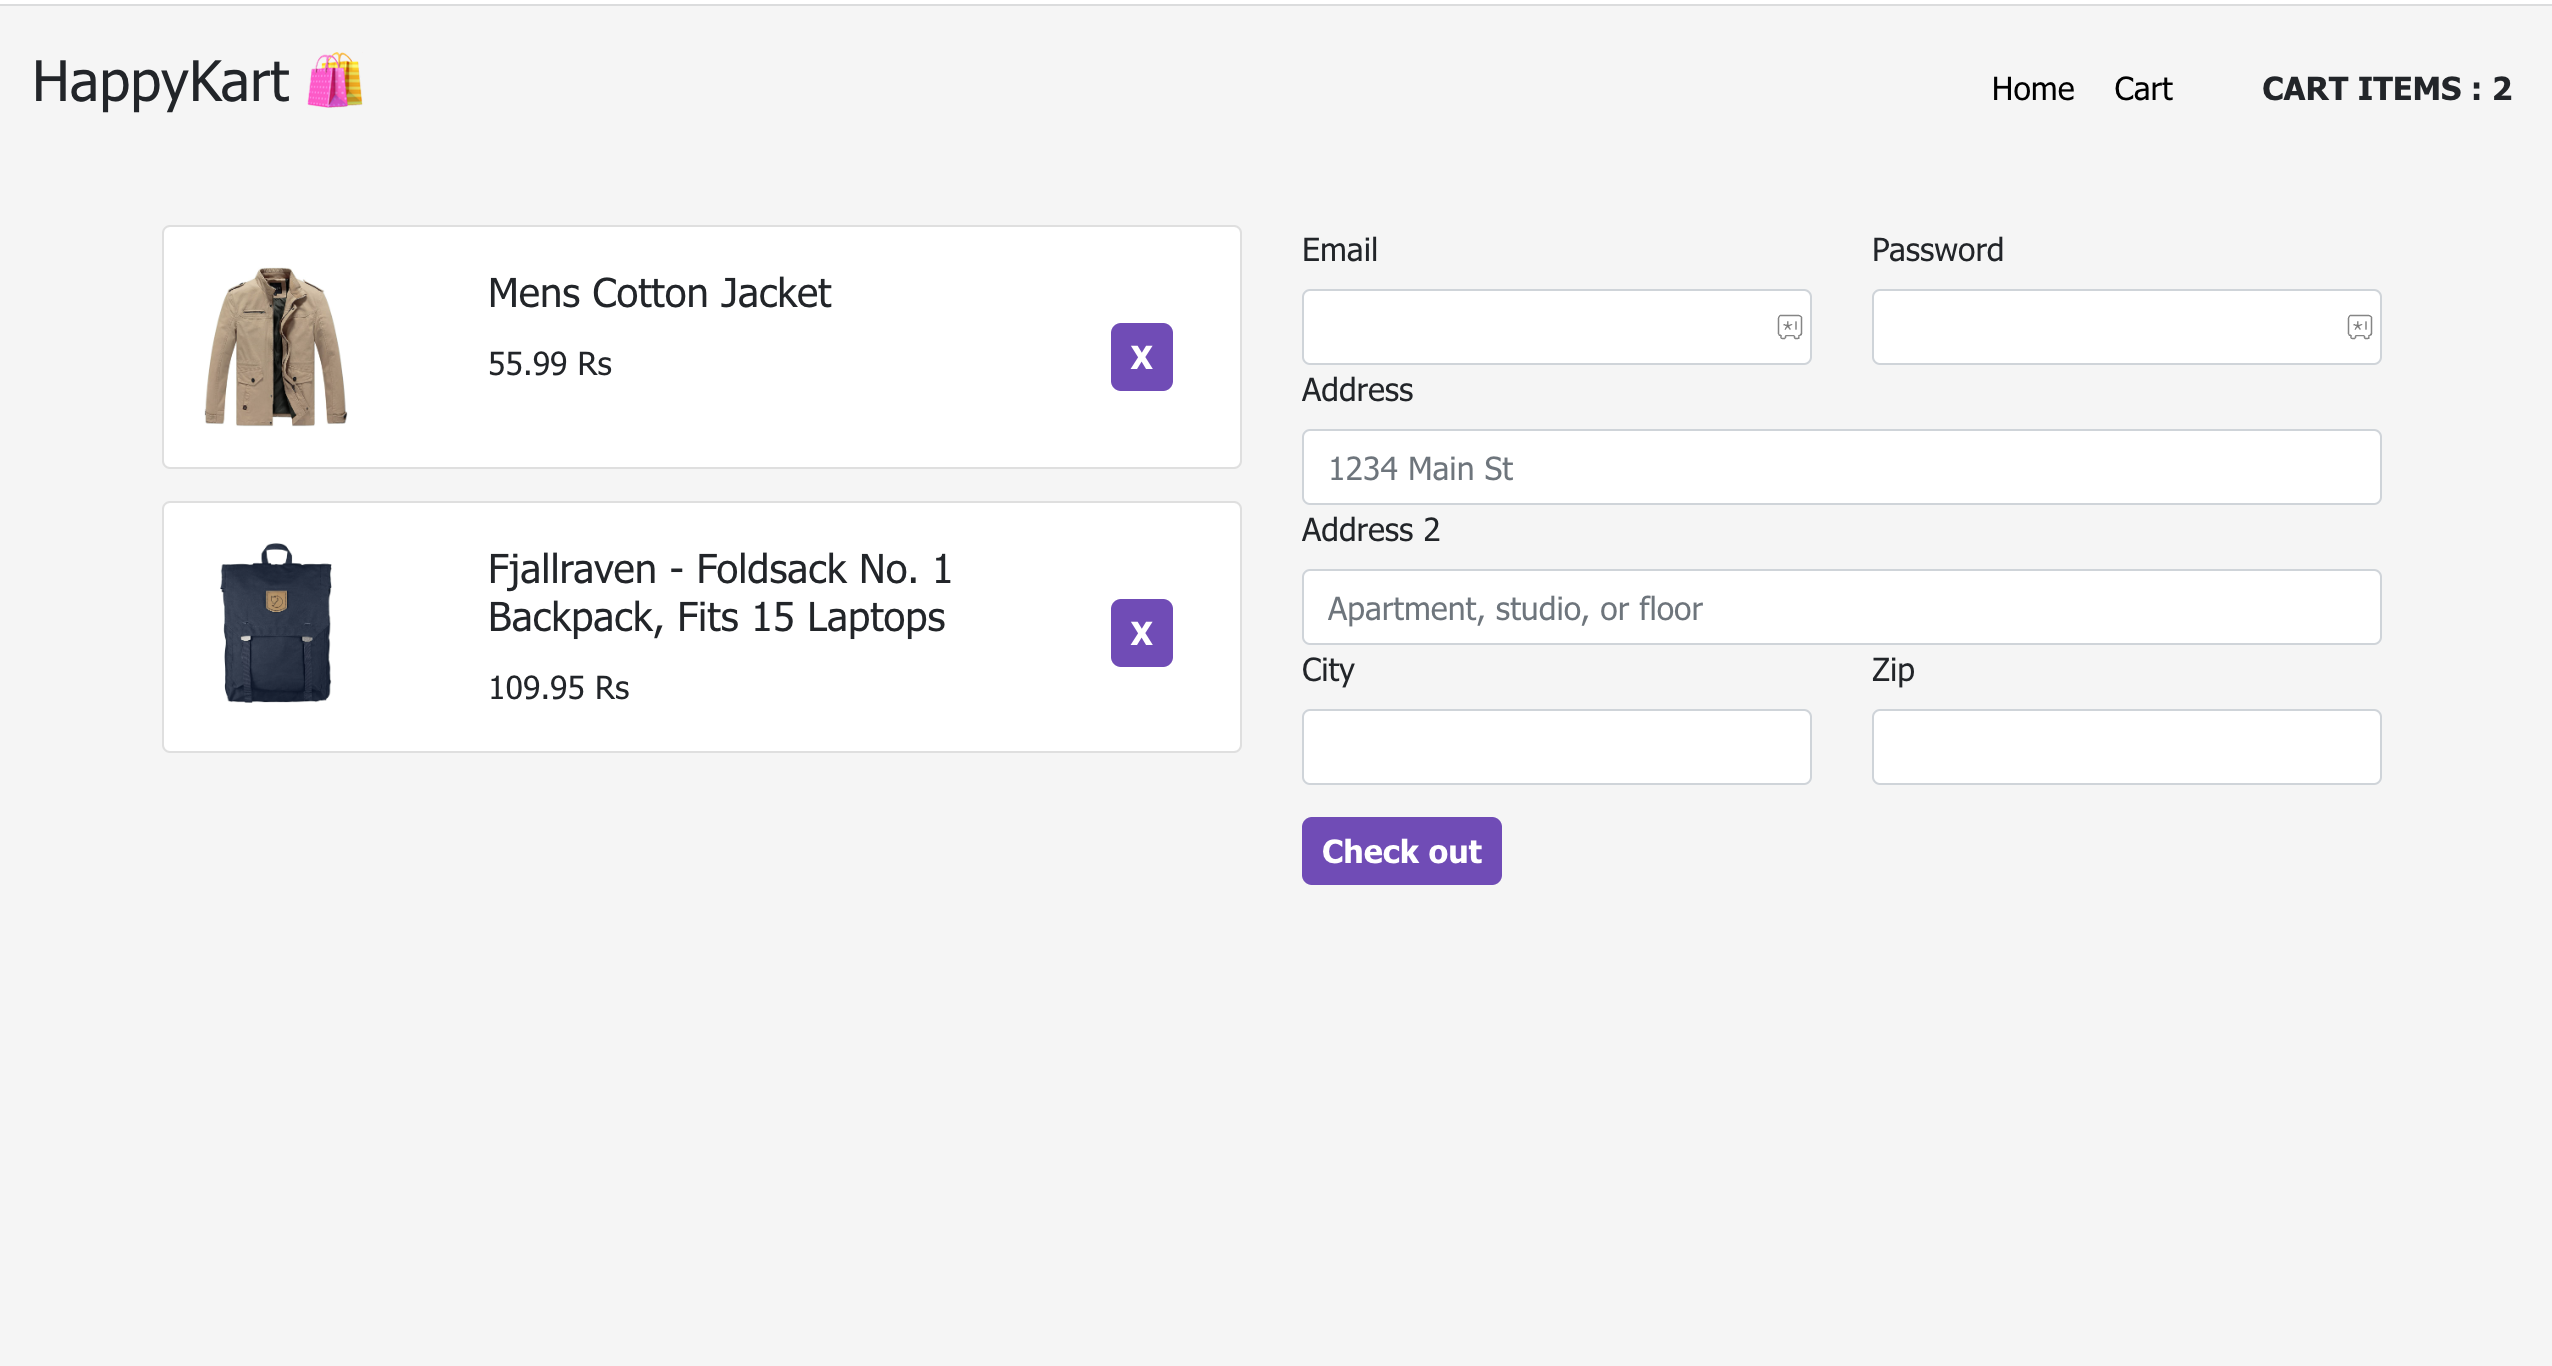 HappyKart 🛍️
Home Cart CART ITEMS : 2
Mens Cotton Jacket
55.99 Rs
X
Fjallraven - Foldsack No. 1
Backpack, Fits 15 Laptops
109.95 Rs
X
Email
Password
Address
1234 Main St
Address 2
Apartment, studio, or floor
City
Zip
Check out